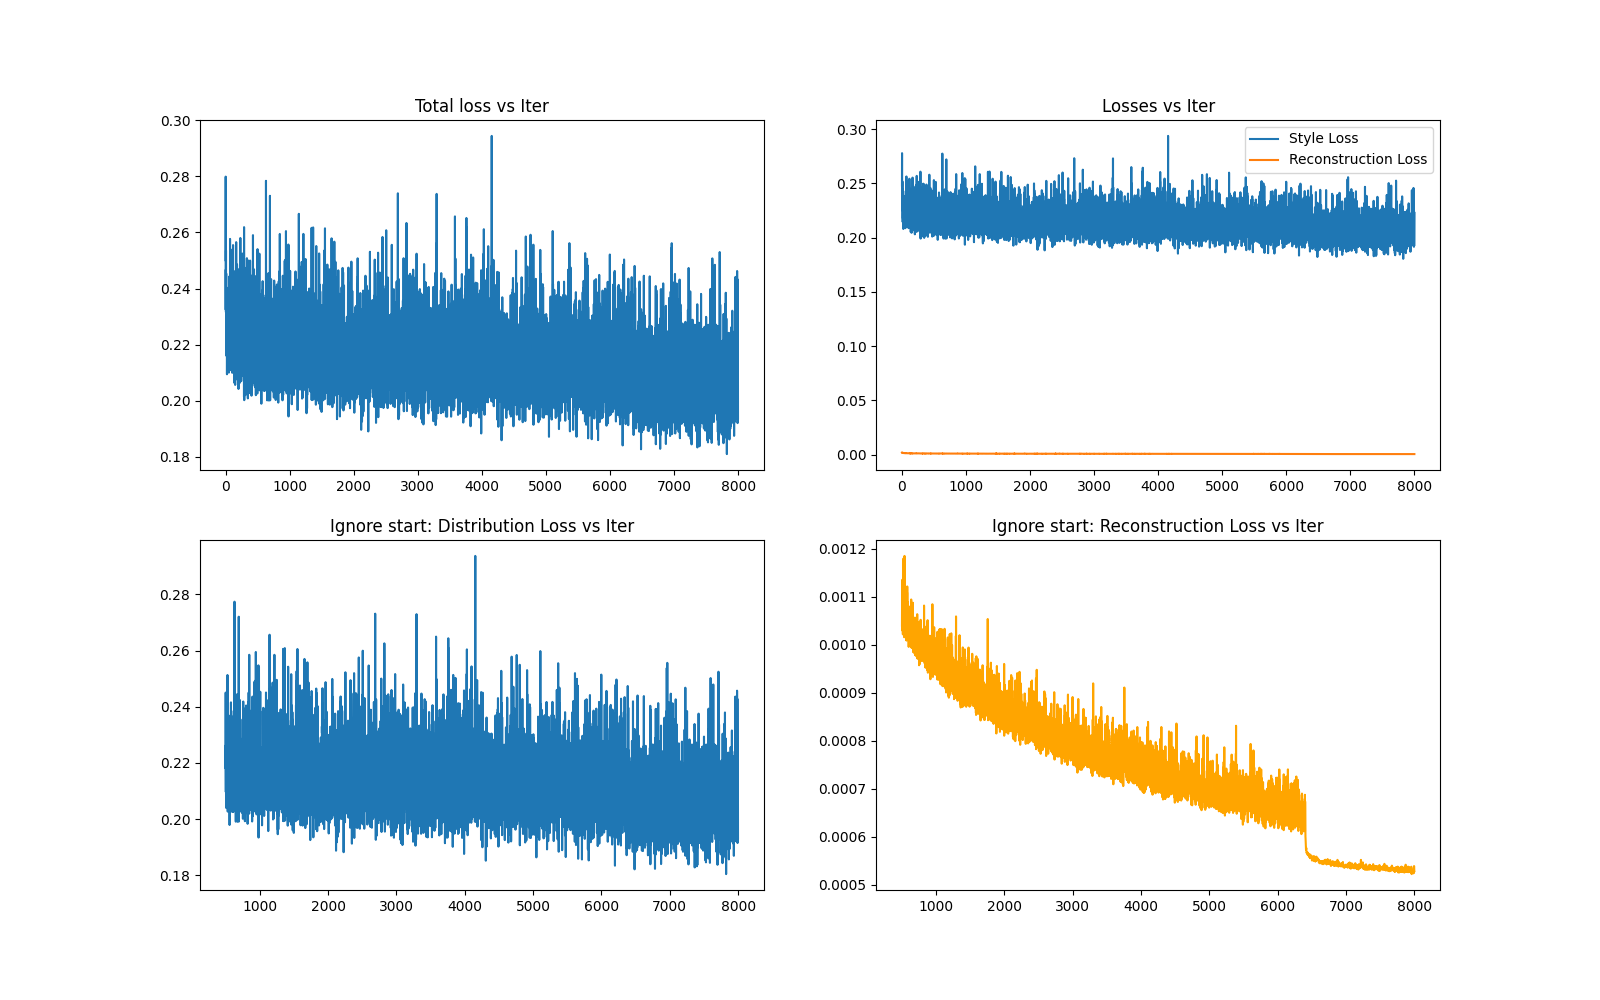 Total loss vs Iter
0.30
0.28
0.26
0.24
0.22
0.20
0.18
0 1000 2000 3000 4000 5000 6000 7000 8000
Losses vs Iter
Style Loss
Reconstruction Loss
0.30
0.25
0.20
0.15
0.10
0.05
0.00
0 1000 2000 3000 4000 5000 6000 7000 8000
Ignore start: Distribution Loss vs Iter
0.28
0.26
0.24
0.22
0.20
0.18
1000 2000 3000 4000 5000 6000 7000 8000
Ignore start: Reconstruction Loss vs Iter
0.0012
0.0011
0.0010
0.0009
0.0008
0.0007
0.0006
0.0005
1000 2000 3000 4000 5000 6000 7000 8000